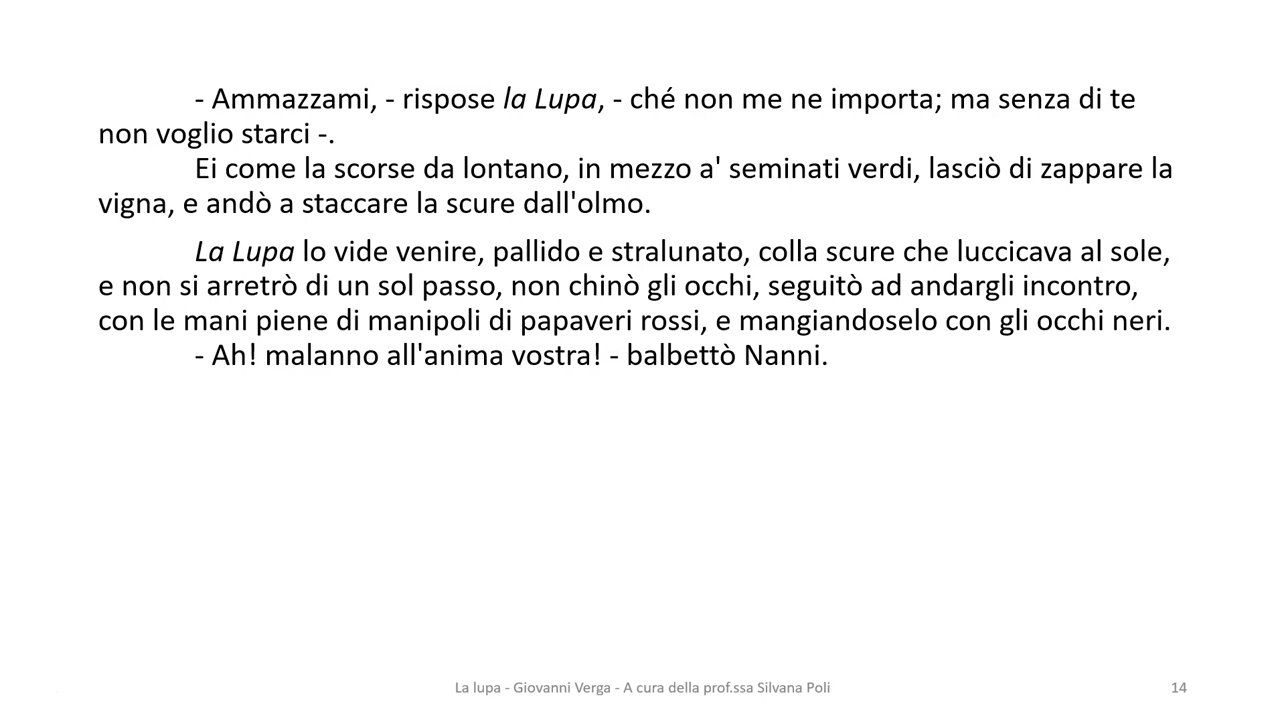 - Ammazzami, - rispose la Lupa, - ché non me ne importa; ma senza di te
non voglio starci -.
Ei come la scorse da lontano, in mezzo a' seminati verdi, lasciò di zappare la
vigna, e andò a staccare la scure dall'olmo.
La Lupa lo vide venire, pallido e stralunato, colla scure che luccicava al sole,
e non si arretrò di un sol passo, non chinò gli occhi, seguitò ad andargli incontro,
con le mani piene di manipoli di papaveri rossi, e mangiandoselo con gli occhi neri.
- Ah! malanno all'anima vostra! - balbettò Nanni.
La lupa - Giovanni Verga - A cura della prof.ssa Silvana Poli
14